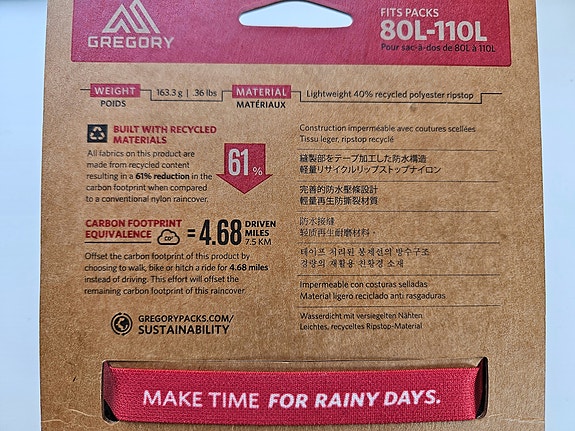 GREGORY
FITS PACKS
80L-110L
Pour sac-à-dos de 80L à 110L
WEIGHT
POIDS
163.3 g | .36 lbs
MATERIAL
MATÉRIAUX
Lightweight 40% recycled polyester ripstop
BUILT WITH RECYCLED
MATERIALS
All fabrics on this product are
made from recycled content
resulting in a 61% reduction in the
carbon footprint when compared
to a conventional nylon raincover.
61%
CARBON FOOTPRINT
EQUIVALENCE
CO²
= 4.68 DRIVEN
MILES
7.5 KM
Offset the carbon footprint of this product by
choosing to walk, bike or hitch a ride for 4.68 miles
instead of driving. This effort will offset the
remaining carbon footprint of this raincover.
GREGORYPACKS.COM/
SUSTAINABILITY
Construction imperméable avec coutures scellées
Tissu léger, ripstop recyclé
縫製部をテープ加工した防水構造
軽量リサイクルリップストップナイロン
完善的防水壓條設計
輕量再生防撕裂材質
防水接缝
轻质再生耐磨材料
테이프 처리된 봉제선의 방수구조
경량의 재활용 친환경 소재
Impermeable con costuras selladas
Material ligero reciclado anti rasgaduras
Wasserdicht mit versiegelten Nähten
Leichtes, recyceltes Ripstop-Material
MAKE TIME FOR RAINY DAYS.